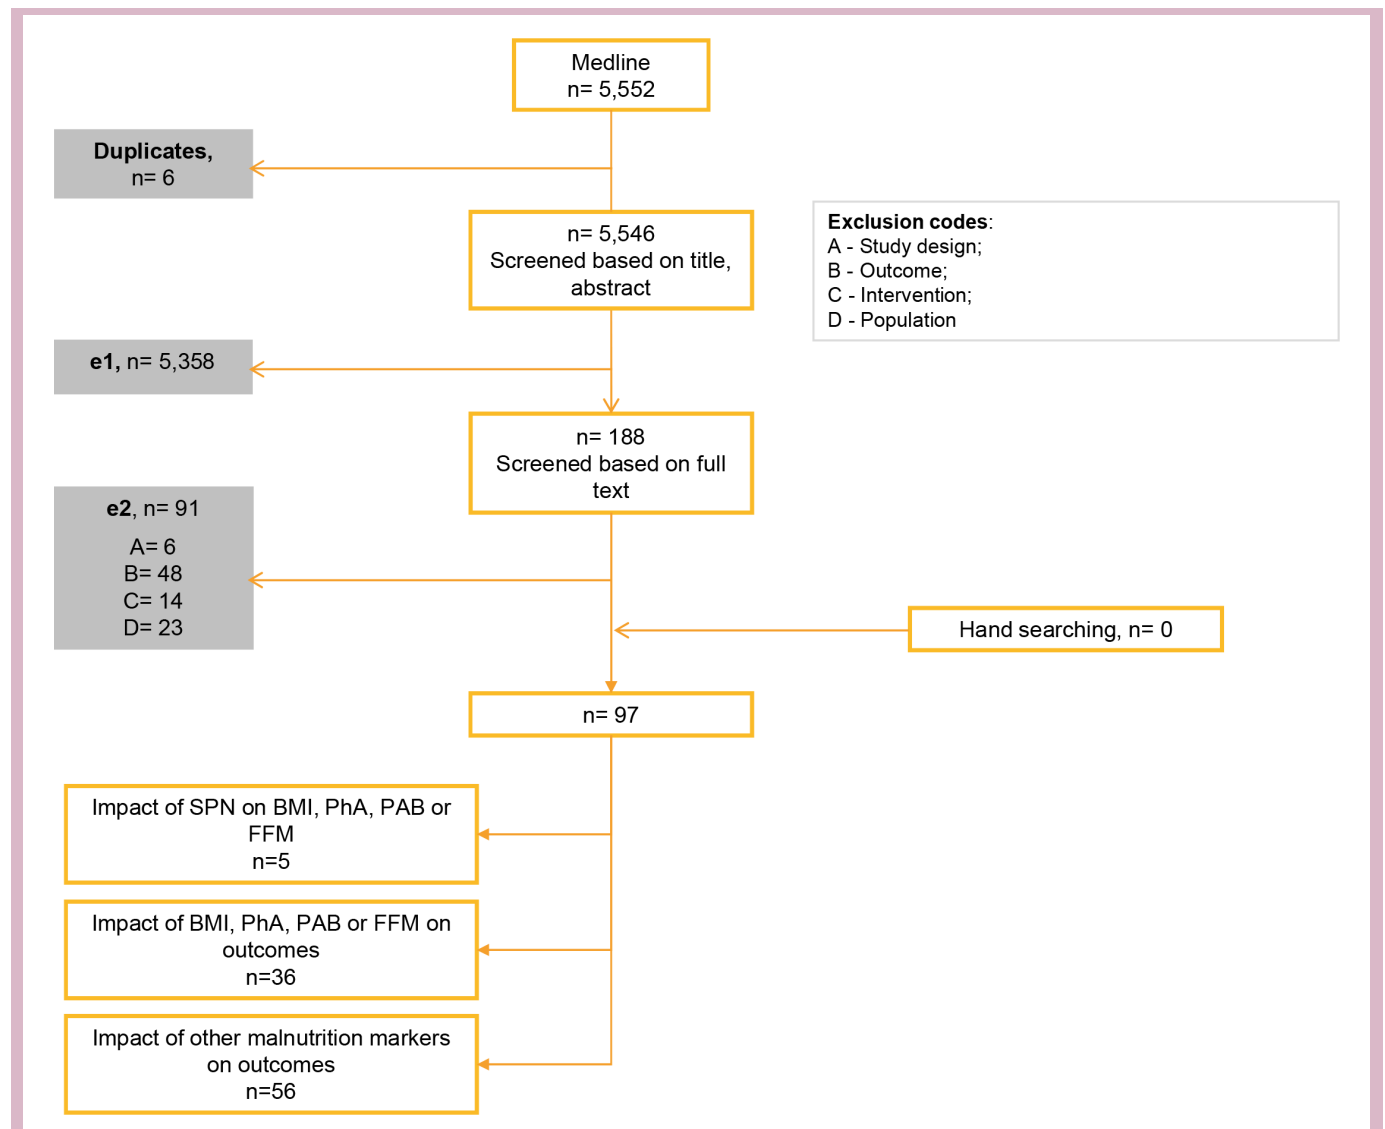 Medline
n= 5,552
Duplicates,
n= 6
n= 5,546
Screened based on title,
abstract
Exclusion codes:
A - Study design;
B - Outcome;
C - Intervention;
D - Population
e1, n= 5,358
n= 188
Screened based on full
text
e2, n= 91
A= 6
B= 48
C= 14
D= 23
Hand searching, n= 0
n= 97
Impact of SPN on BMI, PhA, PAB or
FFM
n=5
Impact of BMI, PhA, PAB or FFM on
outcomes
n=36
Impact of other malnutrition markers
on outcomes
n=56